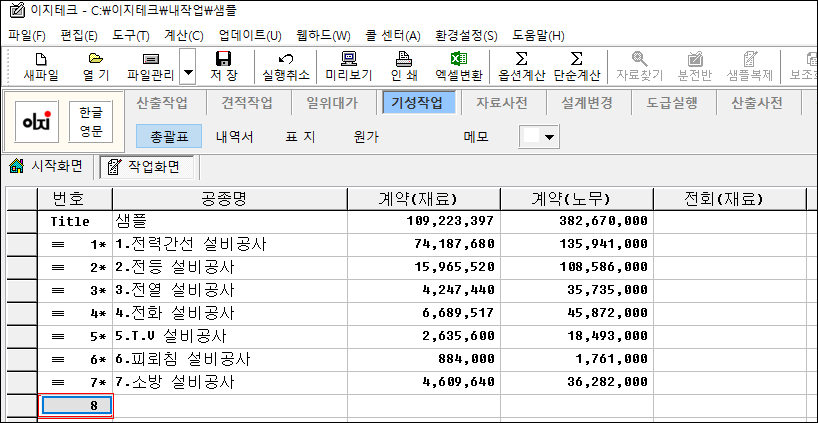 이지테크 - C:₩이지테크₩내작업₩샘플
파일(F) 편집(E) 도구(T) 계산(C) 업데이트(U) 웹하드(W) 콜 센터(A) 환경설정(S) 도움말(H)
새파일 열 기 파일관리 저 장 실행취소 미리보기 인 쇄 엑셀변환 옵션계산 단순계산 자료찾기 분전반 샘플복제 보조화
이지 한글 영문
산출작업 견적작업 일위대가 기성작업 자료사전 설계변경 도급실행 산출사전
총괄표 내역서 표 지 원가 메모
시작화면 작업화면
번호 공종명 계약(재료) 계약(노무) 전회(재료)
Title 샘플 109,223,397 382,670,000
1* 1.전력간선 설비공사 74,187,680 135,941,000
2* 2.전등 설비공사 15,965,520 108,586,000
3* 3.전열 설비공사 4,247,440 35,735,000
4* 4.전화 설비공사 6,689,517 45,872,000
5* 5.T.V 설비공사 2,635,600 18,493,000
6* 6.피뢰침 설비공사 884,000 1,761,000
7* 7.소방 설비공사 4,609,640 36,282,000
8